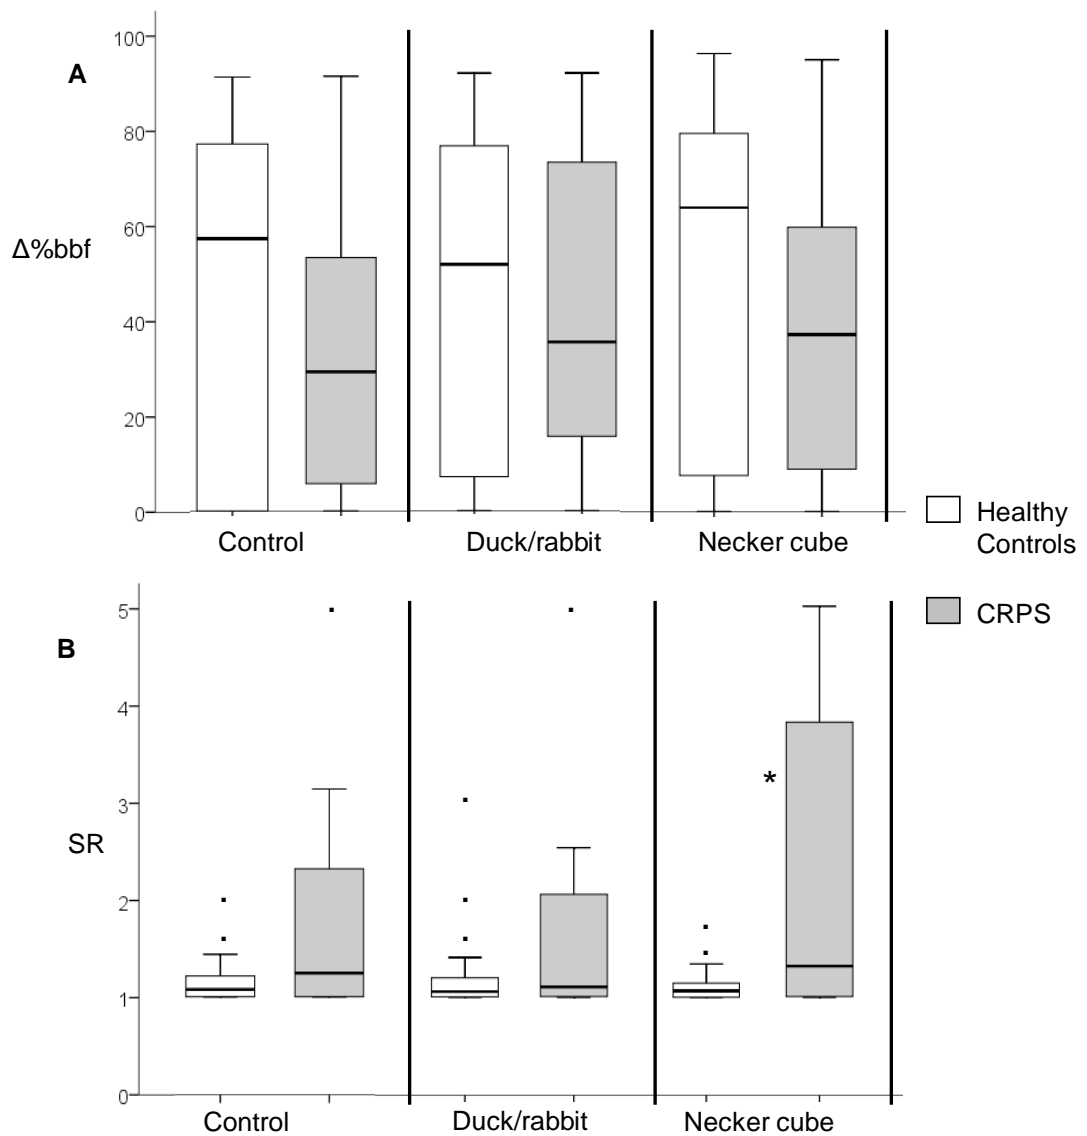 A
Δ%bbf
100
80
60
40
20
0
Control Duck/rabbit Necker cube
Healthy
Controls
CRPS
B
SR
5
4
3
2
1
0
*
Control Duck/rabbit Necker cube